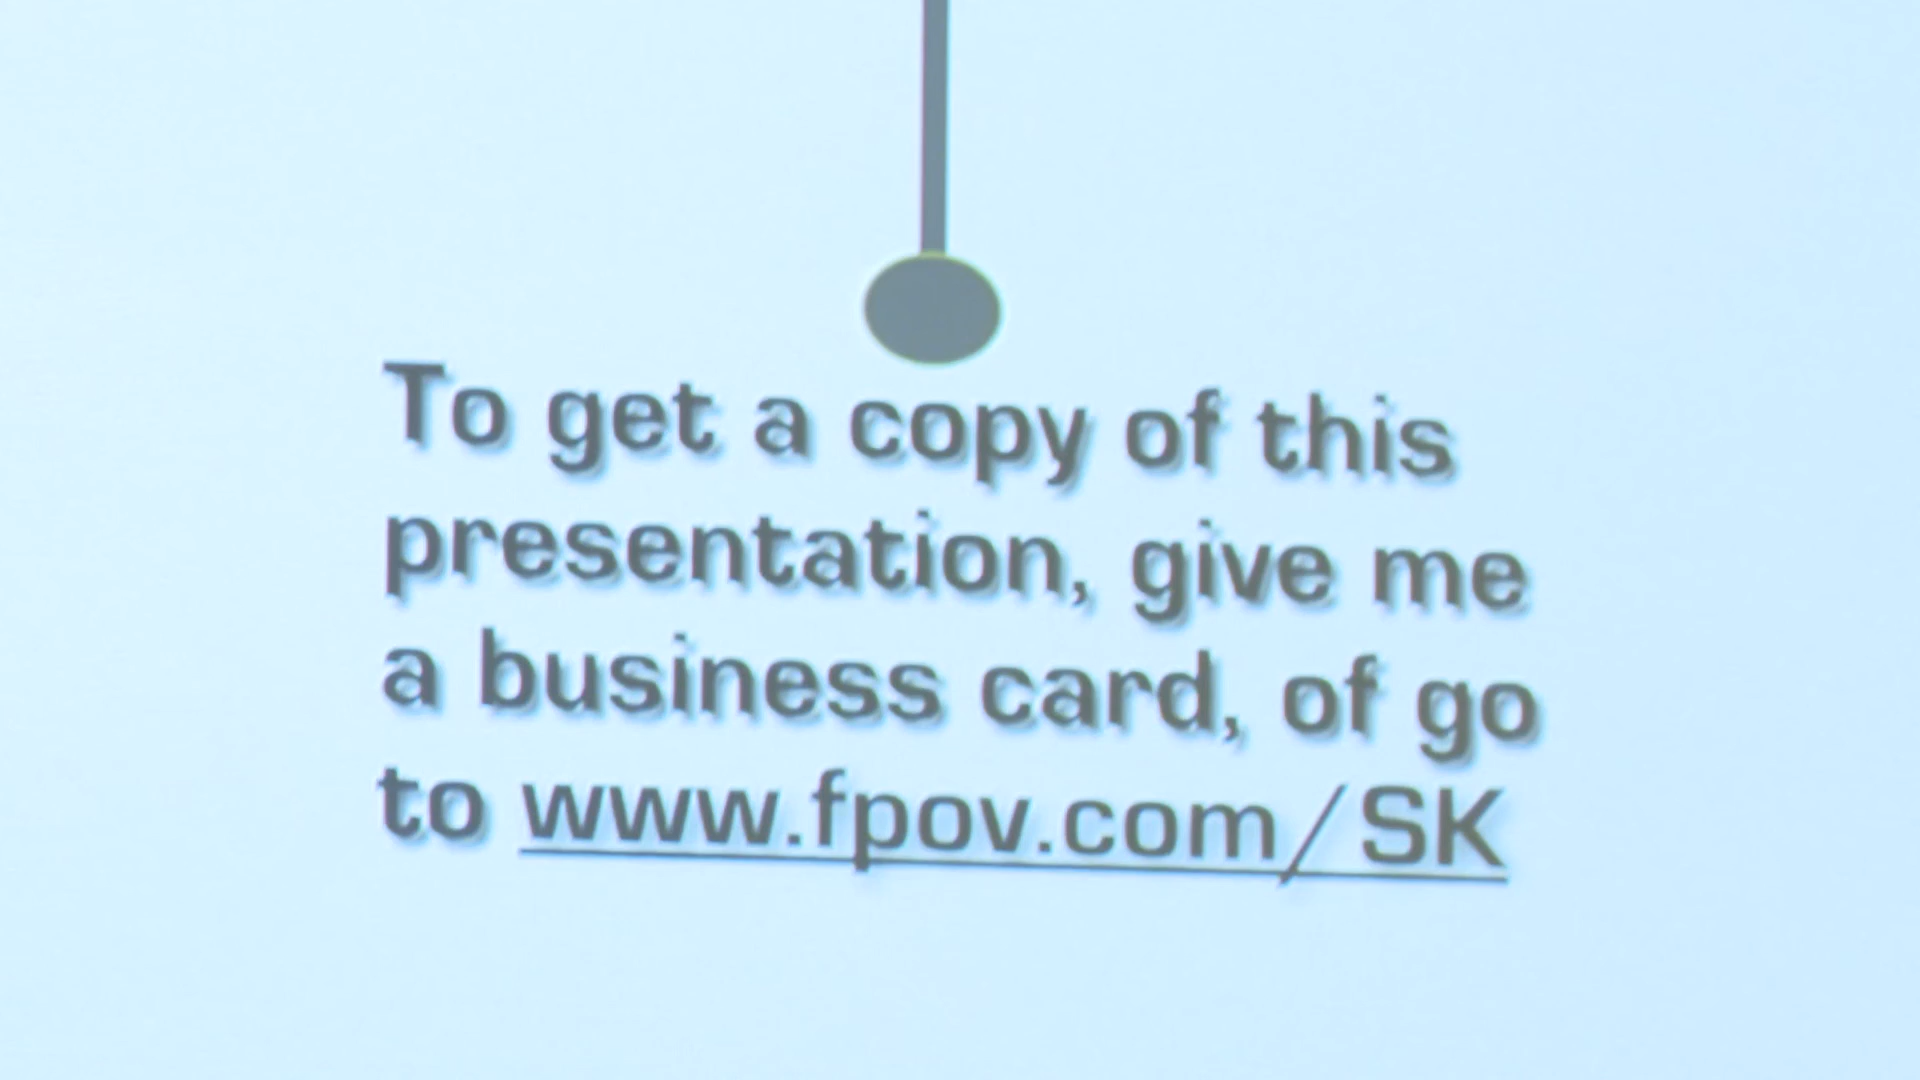 To get a copy of this
presentation, give me
a business card, of go
to www.fpov.com/SK